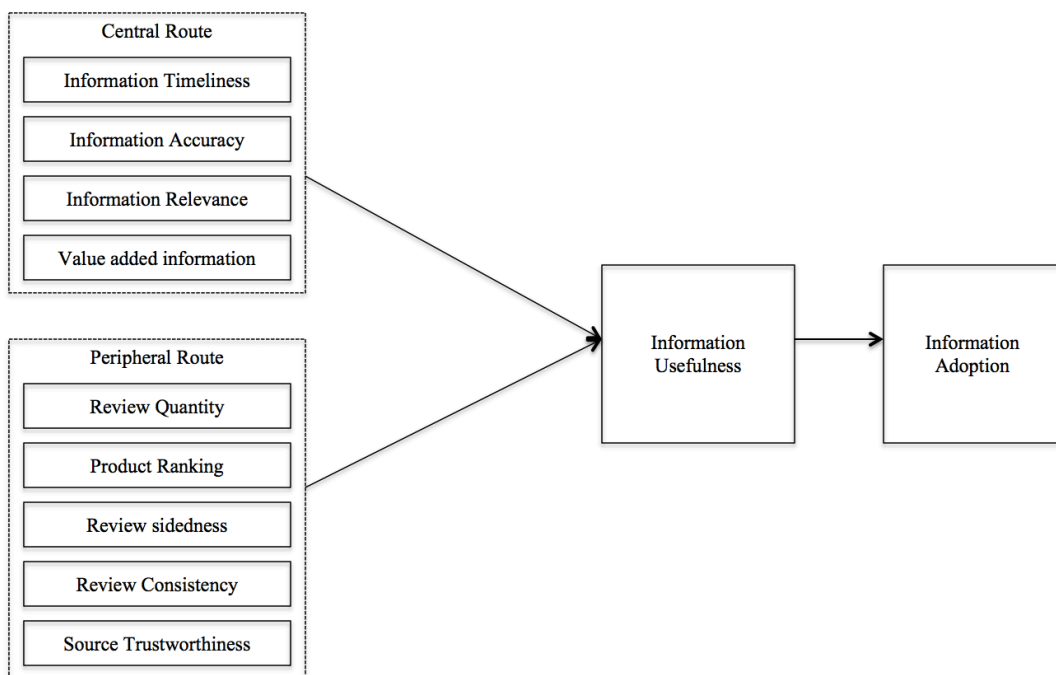 Central Route
Information Timeliness
Information Accuracy
Information Relevance
Value added information
Peripheral Route
Review Quantity
Product Ranking
Review sidedness
Review Consistency
Source Trustworthiness
Information
Usefulness
Information
Adoption